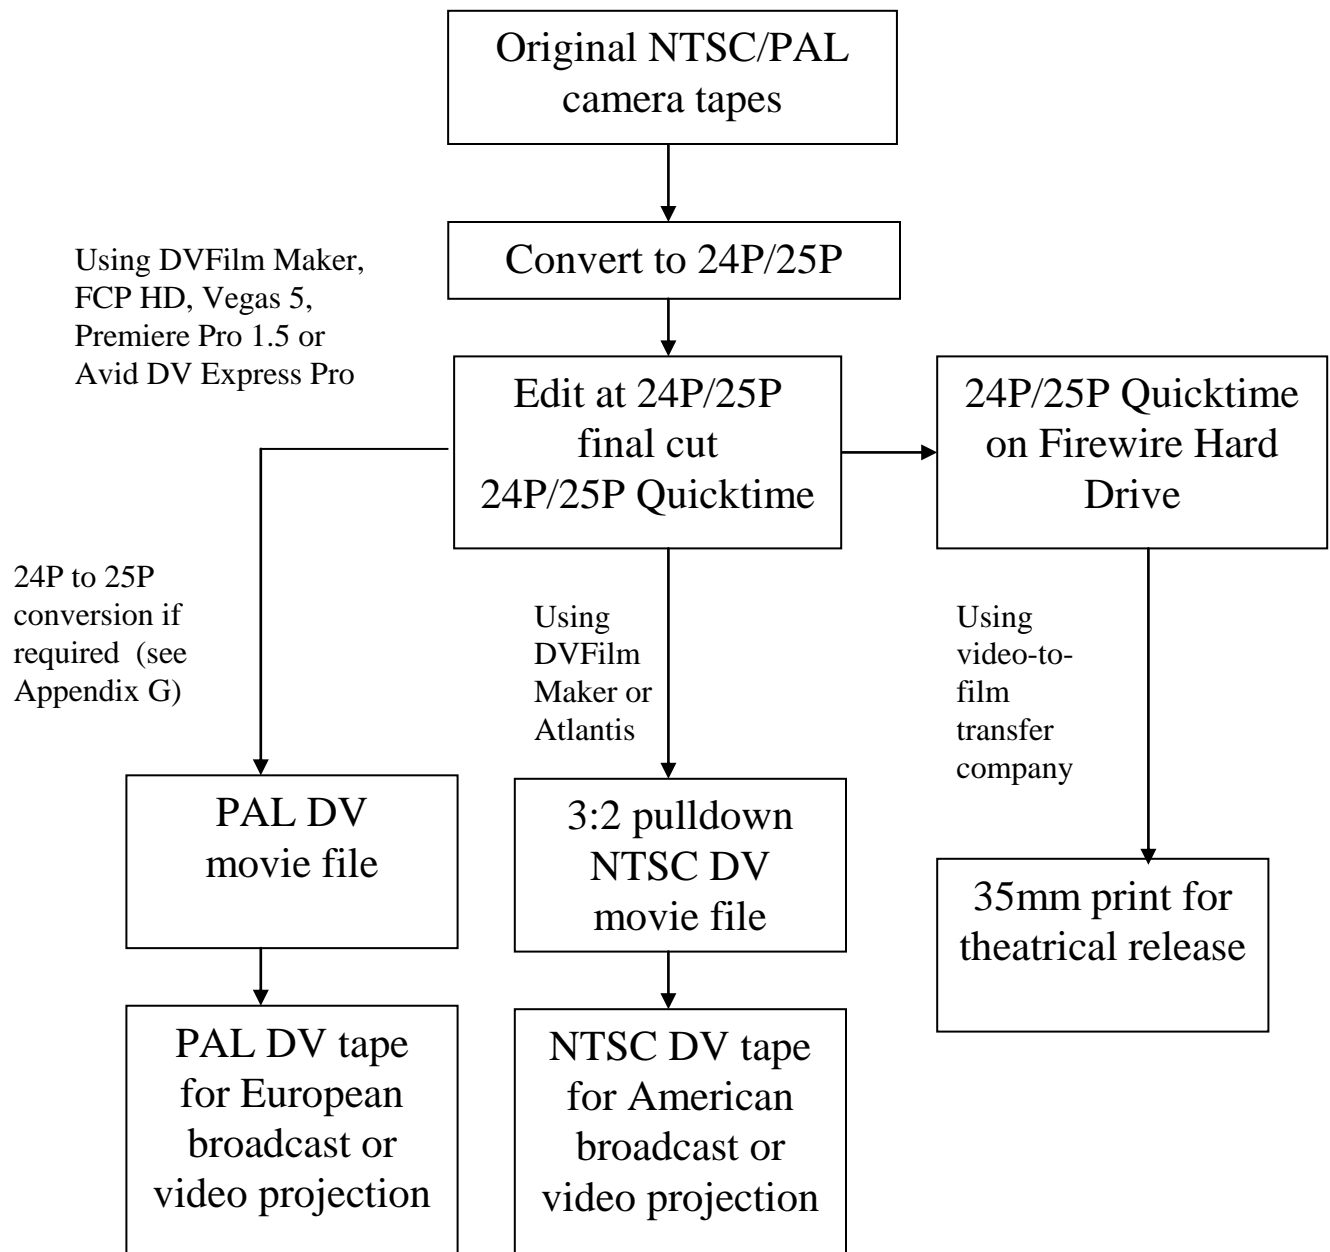 Original NTSC/PAL
camera tapes
Convert to 24P/25P
Using DVFilm Maker,
FCP HD, Vegas 5,
Premiere Pro 1.5 or
Avid DV Express Pro
Edit at 24P/25P
final cut
24P/25P Quicktime
24P/25P Quicktime
on Firewire Hard
Drive
24P to 25P
conversion if
required  (see
Appendix G)
Using
DVFilm
Maker or
Atlantis
Using
video-to-
film
transfer
company
PAL DV
movie file
3:2 pulldown
NTSC DV
movie file
35mm print for
theatrical release
PAL DV tape
for European
broadcast or
video projection
NTSC DV tape
for American
broadcast or
video projection